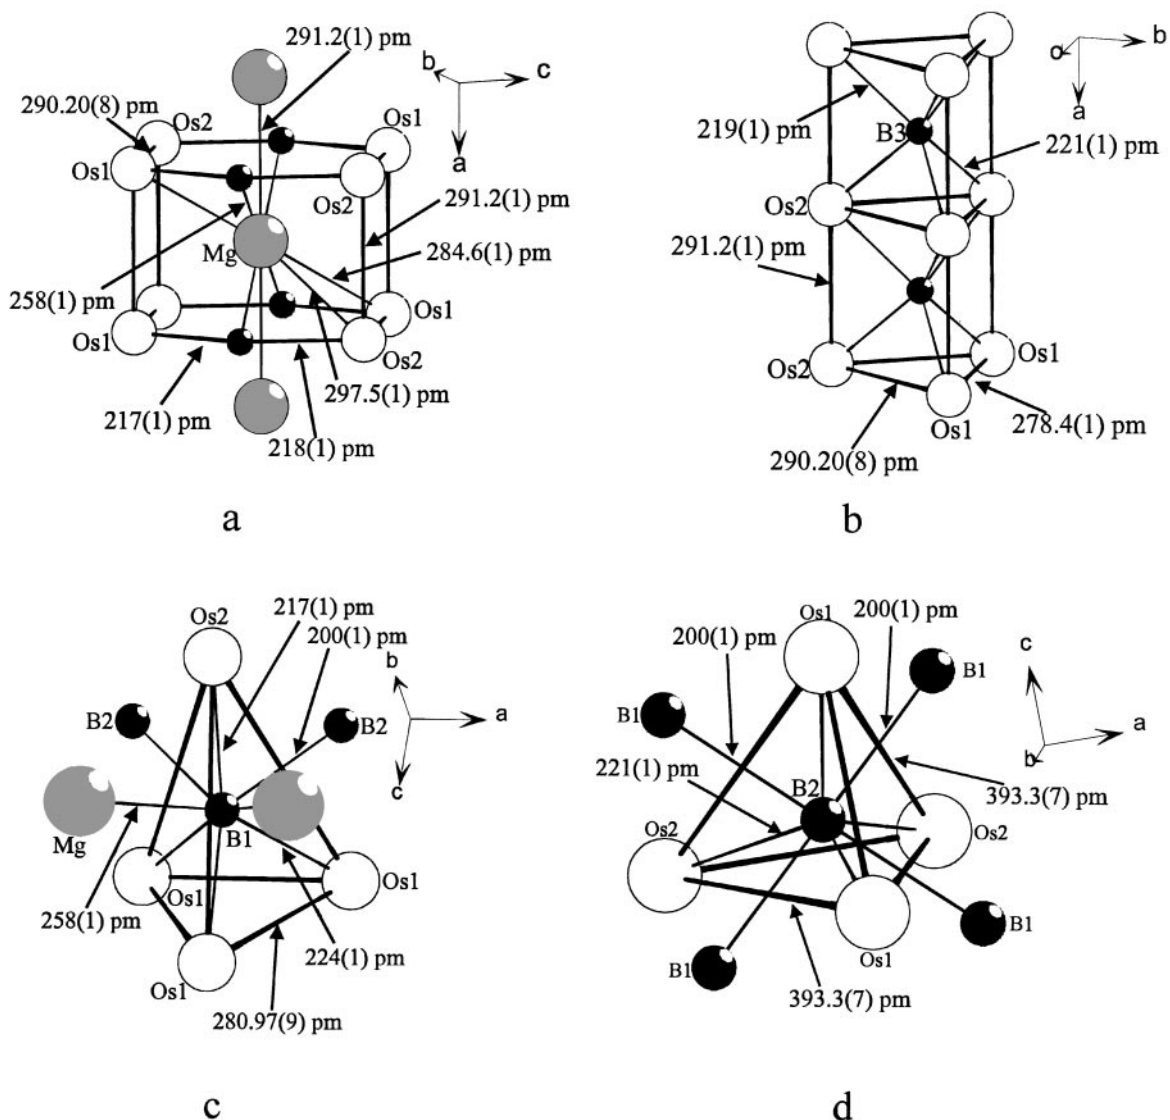 291.2(1) pm
b
c
a
290.20(8) pm
Os2
Os1
Os1
Os2
291.2(1) pm
Mg
284.6(1) pm
258(1) pm
Os1
Os1
Os2
297.5(1) pm
217(1) pm
218(1) pm
a
b
c
a
219(1) pm
B3
221(1) pm
Os2
291.2(1) pm
Os2
Os1
Os1
278.4(1) pm
290.20(8) pm
b
Os2
217(1) pm
200(1) pm
b
a
c
B2
B2
Mg
B1
Os1
Os1
258(1) pm
224(1) pm
Os1
280.97(9) pm
c
Os1
200(1) pm
200(1) pm
c
a
b
B1
B1
221(1) pm
B2
393.3(7) pm
Os2
Os2
B1
B1
Os1
393.3(7) pm
d